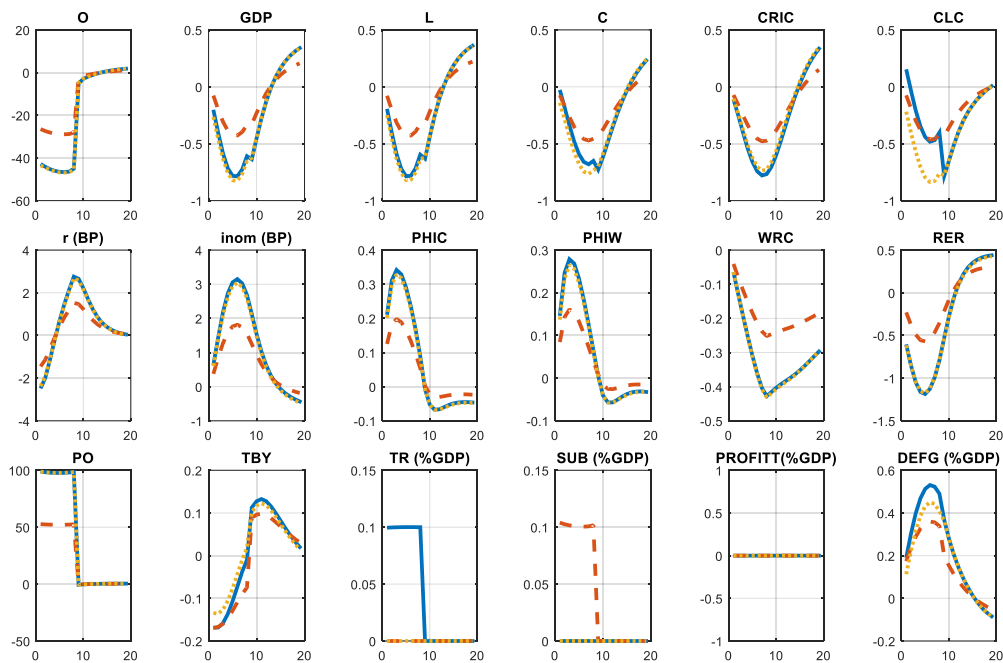 O GDP L C CRIC CLC
20 0.5 0.5 0.5 0.5 0.5
0 0 0 0 0 0
-20
-0.5 -0.5 -0.5 -0.5 -0.5
-40
-60 -1 -1 -1 -1 -1
0 10 20 0 10 20 0 10 20 0 10 20 0 10 20 0 10 20
r (BP) inom (BP) PHIC PHIW WRC RER
4 4 0.4 0.3 0 0.5
3 0.3 -0.1 0
2 0.2
2 0.2 -0.2
0 0.1 -0.5
1 0.1 -0.3
-2 0 -1
0 0 -0.4
-4 -1 -0.1 -0.1 -0.5 -1.5
0 10 20 0 10 20 0 10 20 0 10 20 0 10 20 0 10 20
PO TBY TR (%GDP) SUB (%GDP) PROFITT(%GDP) DEFG (%GDP)
100 0.2 0.15 0.15 1 0.6
50 0.1 0.1 0.1 0.5 0.4
0 0.2
0 0.05 0.05 -0.5 0
-0.1
-50 -0.2 0 0 -1 -0.2
0 10 20 0 10 20 0 10 20 0 10 20 0 10 20 0 10 20